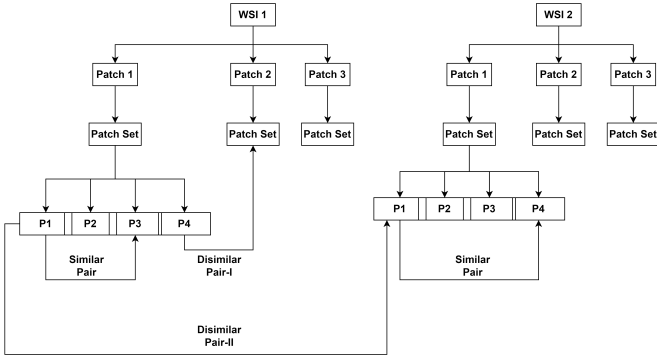 WSI 1
WSI 2
Patch 1
Patch 2
Patch 3
Patch 1
Patch 2
Patch 3
Patch Set
Patch Set
Patch Set
Patch Set
Patch Set
Patch Set
P1
P2
P3
P4
P1
P2
P3
P4
Similar
Pair
Disimilar
Pair-I
Similar
Pair
Disimilar
Pair-II